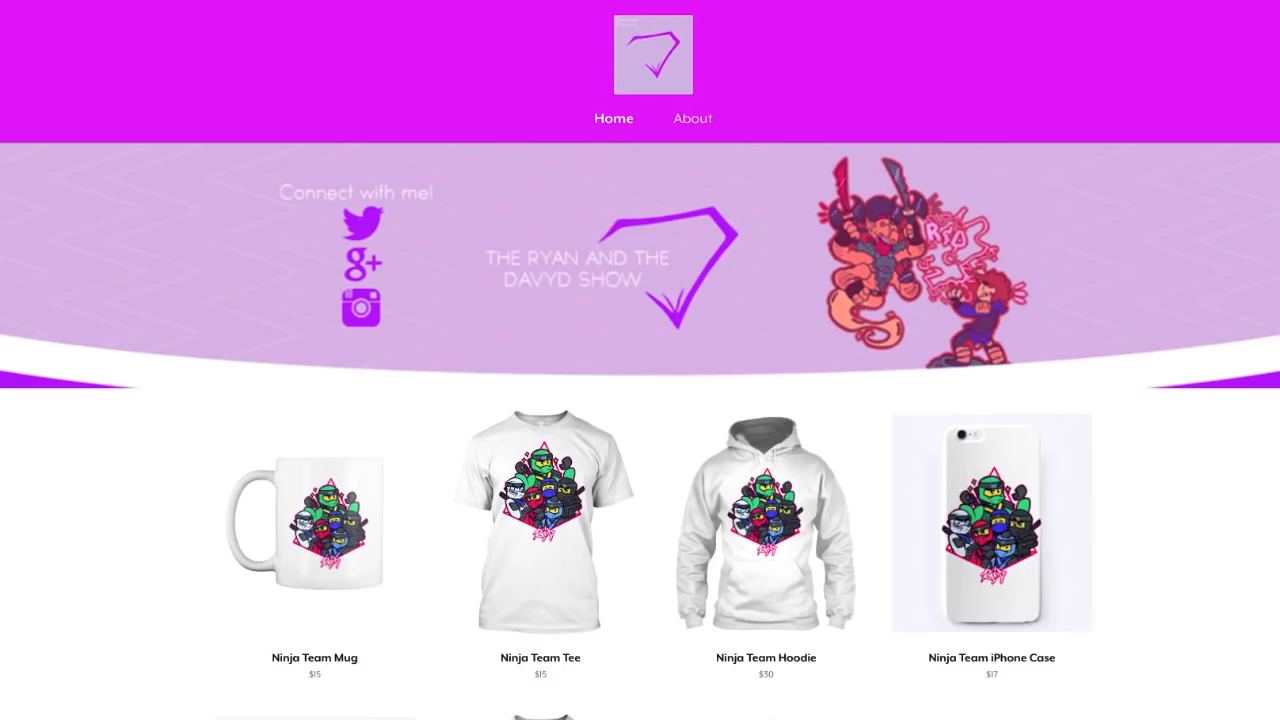 Home
About
Connect with me!
g+
THE RYAN AND THE
DAVYD SHOW
Ninja Team Mug
$15
Ninja Team Tee
$15
Ninja Team Hoodie
$30
Ninja Team iPhone Case
$17